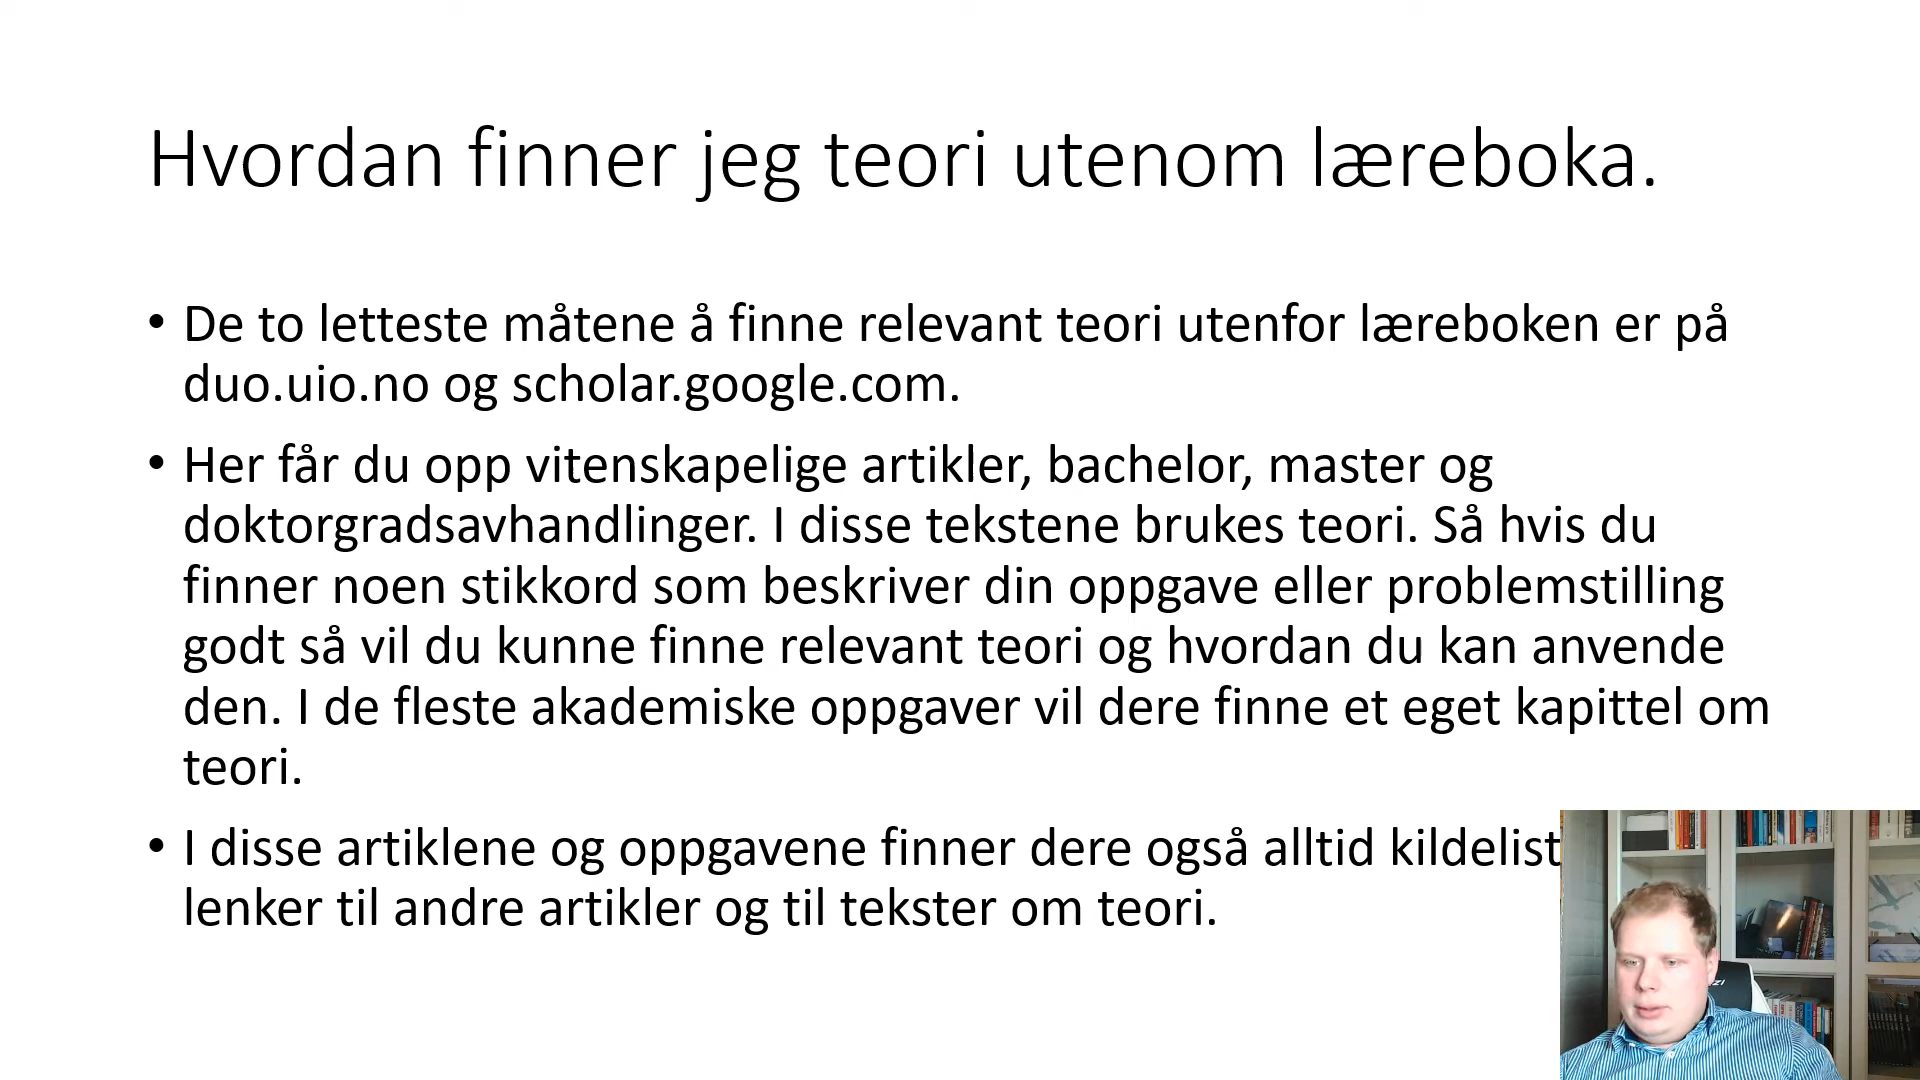 Hvordan finner jeg teori utenom læreboka.
• De to letteste måtene å finne relevant teori utenfor læreboken er på
duo.uio.no og scholar.google.com.
• Her får du opp vitenskapelige artikler, bachelor, master og
doktorgradsavhandlinger. I disse tekstene brukes teori. Så hvis du
finner noen stikkord som beskriver din oppgave eller problemstilling
godt så vil du kunne finne relevant teori og hvordan du kan anvende
den. I de fleste akademiske oppgaver vil dere finne et eget kapittel om
teori.
• I disse artiklene og oppgavene finner dere også alltid
lenker til andre artikler og til tekster om teori.